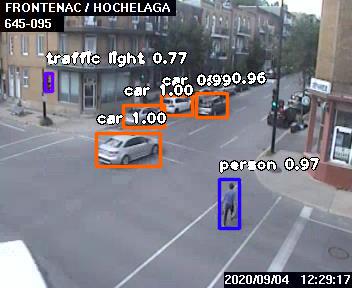 FRONTENAC / HOCHELAGA
645-095
traffic light 0.77
car 0.99
0.96
car 1.00
car 1.00
person 0.97
2020/09/04 12:29:17